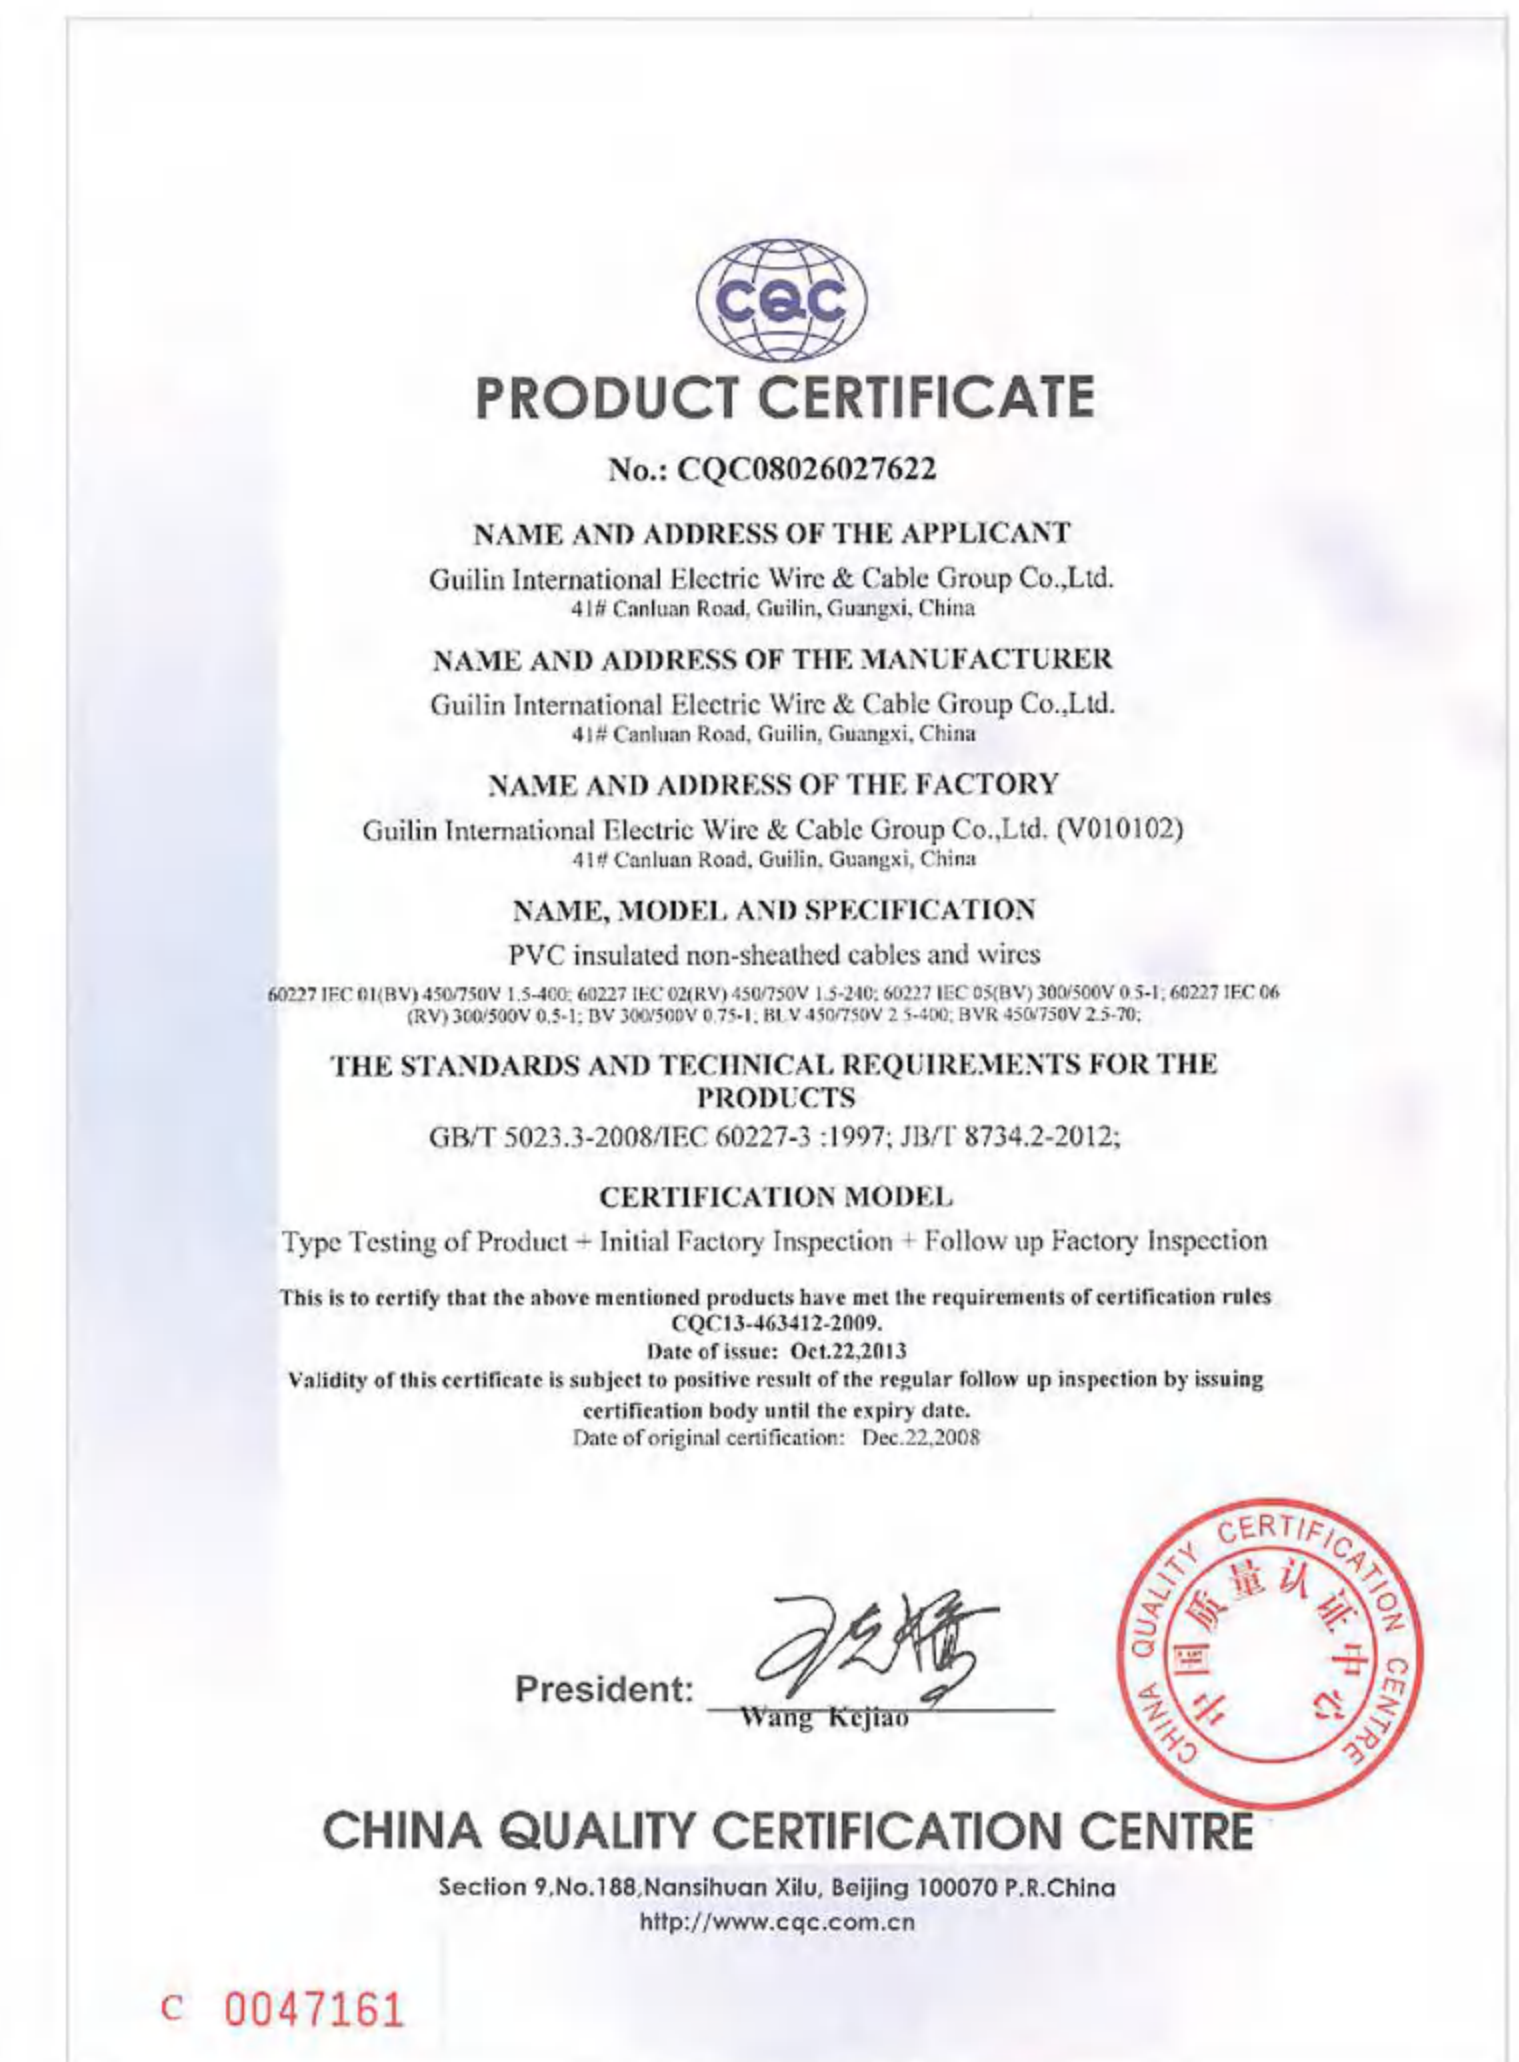 CQC
PRODUCT CERTIFICATE
No.: CQC08026027622
NAME AND ADDRESS OF THE APPLICANT
Guilin International Electric Wire & Cable Group Co.,Ltd.
41# Canluan Road, Guilin, Guangxi, China
NAME AND ADDRESS OF THE MANUFACTURER
Guilin International Electric Wire & Cable Group Co.,Ltd.
41# Canluan Road, Guilin, Guangxi, China
NAME AND ADDRESS OF THE FACTORY
Guilin International Electric Wire & Cable Group Co.,Ltd. (V010102)
41# Canluan Road, Guilin, Guangxi, China
NAME, MODEL AND SPECIFICATION
PVC insulated non-sheathed cables and wires
60227 IEC 01(BV) 450/750V 1.5-400; 60227 IEC 02(RV) 450/750V 1.5-240; 60227 IEC 05(BV) 300/500V 0.5-1; 60227 IEC 06
(RV) 300/500V 0.5-1; BV 300/500V 0.75-1; BLV 450/750V 2.5-400; BVR 450/750V 2.5-70;
THE STANDARDS AND TECHNICAL REQUIREMENTS FOR THE
PRODUCTS
GB/T 5023.3-2008/IEC 60227-3 :1997; JB/T 8734.2-2012;
CERTIFICATION MODEL
Type Testing of Product + Initial Factory Inspection + Follow up Factory Inspection
This is to certify that the above mentioned products have met the requirements of certification rules
CQC13-463412-2009.
Date of issue: Oct.22,2013
Validity of this certificate is subject to positive result of the regular follow up inspection by issuing
certification body until the expiry date.
Date of original certification: Dec.22,2008
CHINA QUALITY CERTIFICATION CENTRE
中国质量认证中心
王克娇
President:
Wang Kejiao
CHINA QUALITY CERTIFICATION CENTRE
Section 9,No.188,Nansihuan Xilu, Beijing 100070 P.R.China
http://www.cqc.com.cn
C 0047161